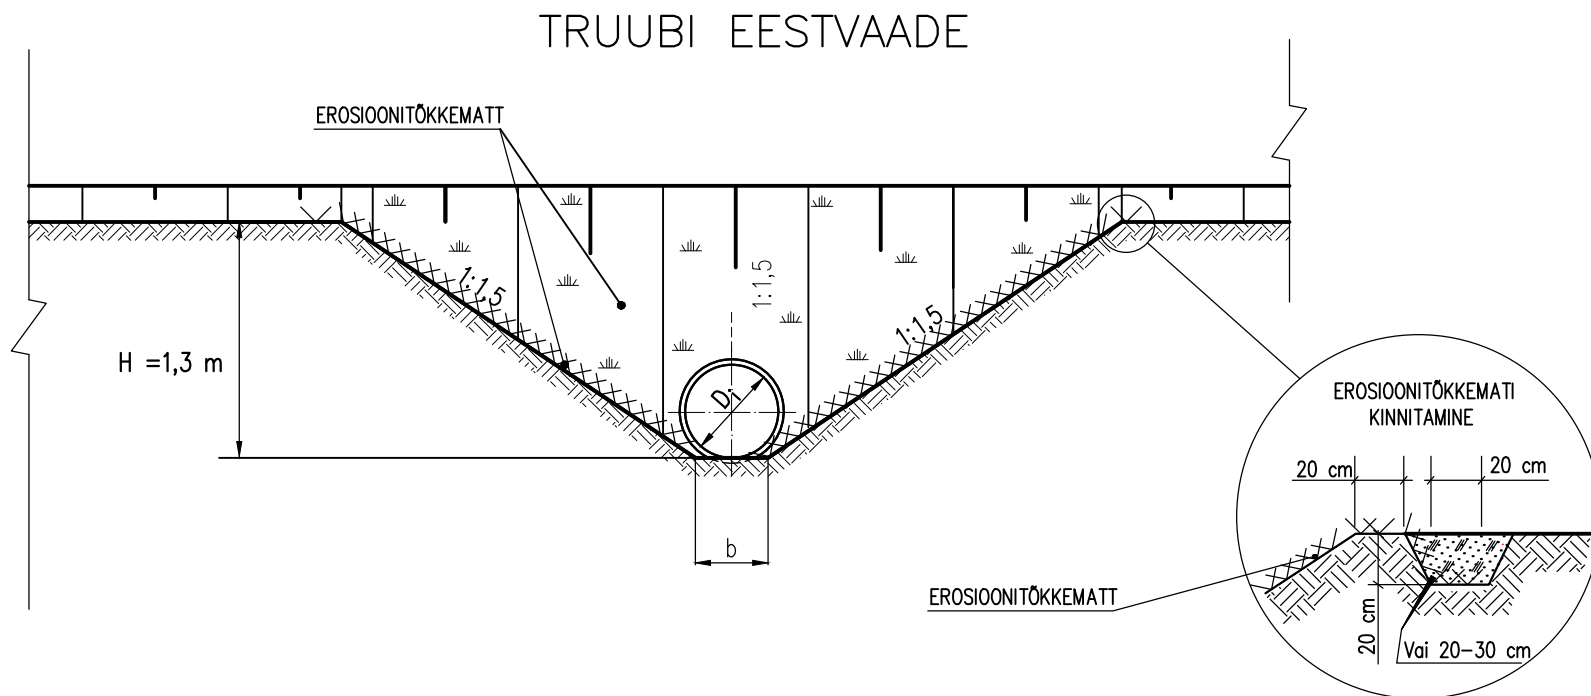 TRUUBI EESTVAADE
EROSIOONITÕKKEMATT
1:1,5
1:1,5
1:1,5
H =1,3 m
Di
b
EROSIOONITÕKKEMATI
KINNITAMINE
20 cm
20 cm
EROSIOONITÕKKEMATT
20 cm
Vai 20-30 cm